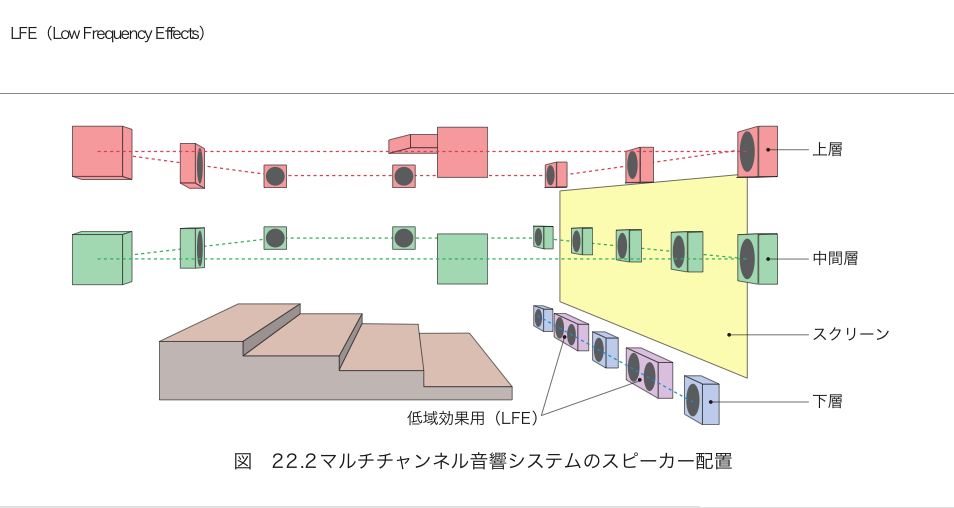 LFE（Low Frequency Effects）
上層
中間層
スクリーン
下層
低域効果用（LFE）
図　22.2マルチチャンネル音響システムのスピーカー配置